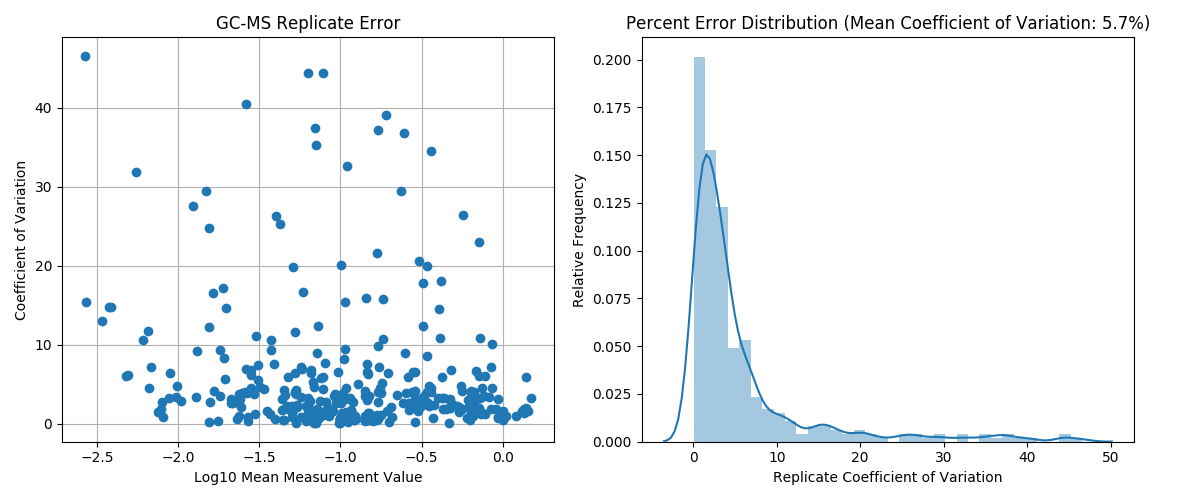 GC-MS Replicate Error
Coefficient of Variation
40
30
20
10
0
−2.5 −2.0 −1.5 −1.0 −0.5 0.0
Log10 Mean Measurement Value
Percent Error Distribution (Mean Coefficient of Variation: 5.7%)
Relative Frequency
0.200
0.175
0.150
0.125
0.100
0.075
0.050
0.025
0.000
0 10 20 30 40 50
Replicate Coefficient of Variation